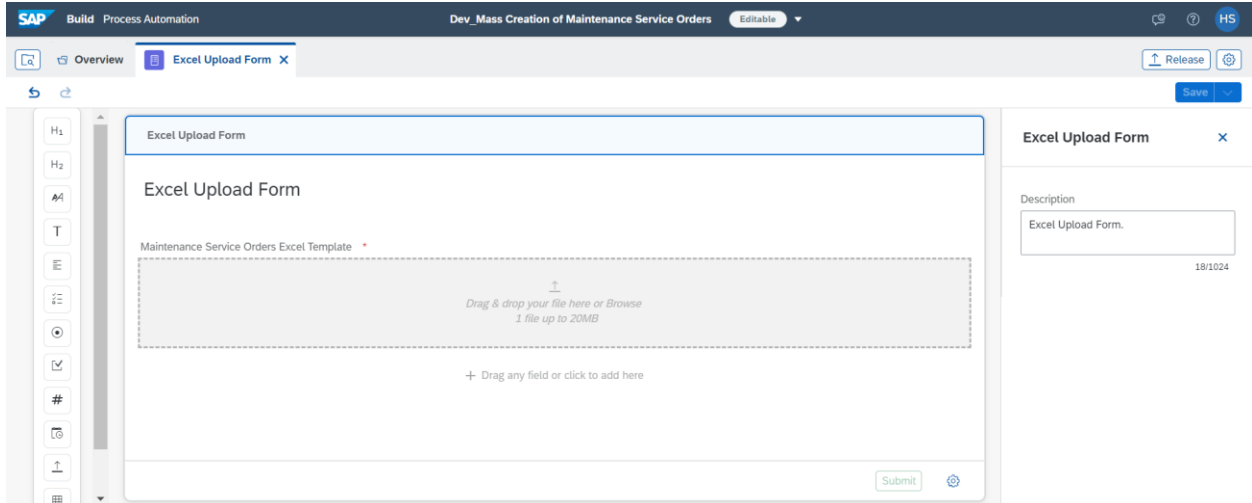 SAP Build Process Automation Dev_Mass Creation of Maintenance Service Orders Editable HS
Overview Excel Upload Form Release
Save
H1
H2
A
T
#
Excel Upload Form
Excel Upload Form
Maintenance Service Orders Excel Template *
Drag & drop your file here or Browse
1 file up to 20MB
+ Drag any field or click to add here
Submit
Excel Upload Form
Description
Excel Upload Form.
18/1024